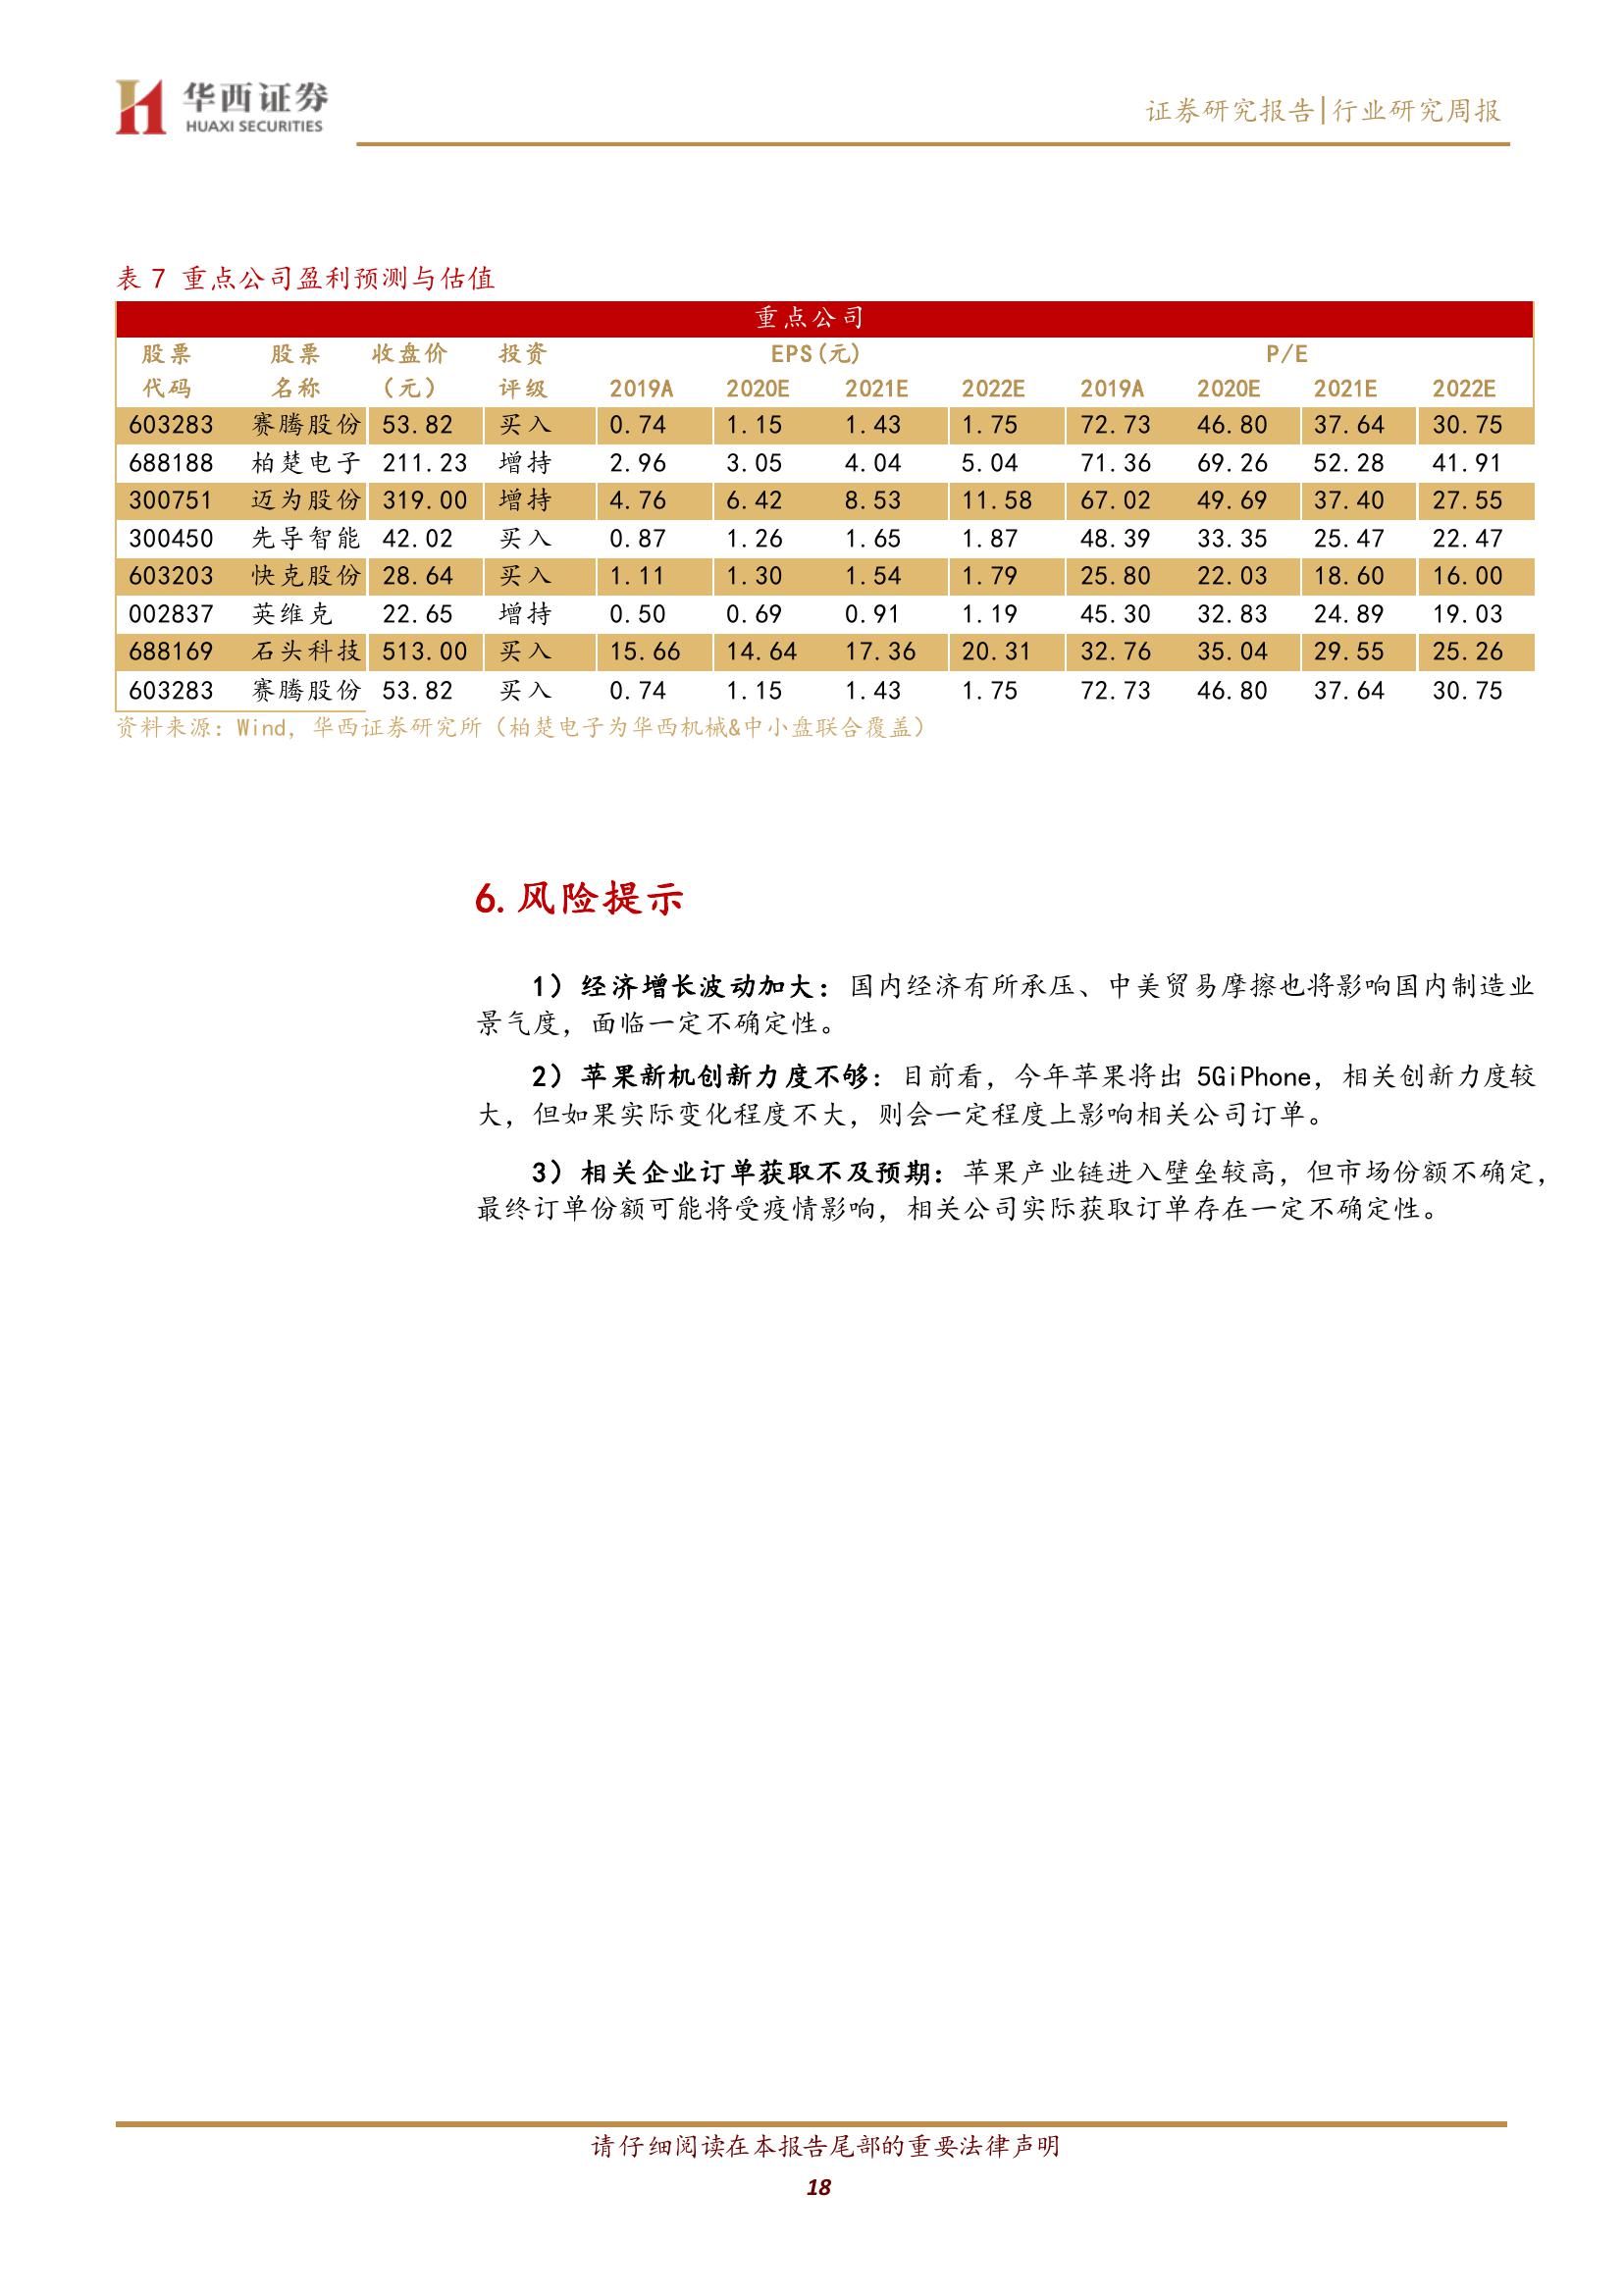 华西证券
HUAXI SECURITIES
证券研究报告|行业研究周报
表 7 重点公司盈利预测与估值
重点公司
股票 股票 收盘价 投资 EPS(元) P/E
代码 名称 (元) 评级 2019A 2020E 2021E 2022E 2019A 2020E 2021E 2022E
603283 赛腾股份 53.82 买入 0.74 1.15 1.43 1.75 72.73 46.80 37.64 30.75
688188 柏楚电子 211.23 增持 2.96 3.05 4.04 5.04 71.36 69.26 52.28 41.91
300751 迈为股份 319.00 增持 4.76 6.42 8.53 11.58 67.02 49.69 37.40 27.55
300450 先导智能 42.02 买入 0.87 1.26 1.65 1.87 48.39 33.35 25.47 22.47
603203 快克股份 28.64 买入 1.11 1.30 1.54 1.79 25.80 22.03 18.60 16.00
002837 英维克 22.65 增持 0.50 0.69 0.91 1.19 45.30 32.83 24.89 19.03
688169 石头科技 513.00 买入 15.66 14.64 17.36 20.31 32.76 35.04 29.55 25.26
603283 赛腾股份 53.82 买入 0.74 1.15 1.43 1.75 72.73 46.80 37.64 30.75
资料来源：Wind，华西证券研究所（柏楚电子为华西机械&中小盘联合覆盖）
6.风险提示
1）经济增长波动加大：国内经济有所承压、中美贸易摩擦也将影响国内制造业
景气度，面临一定不确定性。
2）苹果新机创新力度不够：目前看，今年苹果将出 5GiPhone，相关创新力度较
大，但如果实际变化程度不大，则会一定程度上影响相关公司订单。
3）相关企业订单获取不及预期：苹果产业链进入壁垒较高，但市场份额不确定，
最终订单份额可能将受疫情影响，相关公司实际获取订单存在一定不确定性。
请仔细阅读在本报告尾部的重要法律声明
18